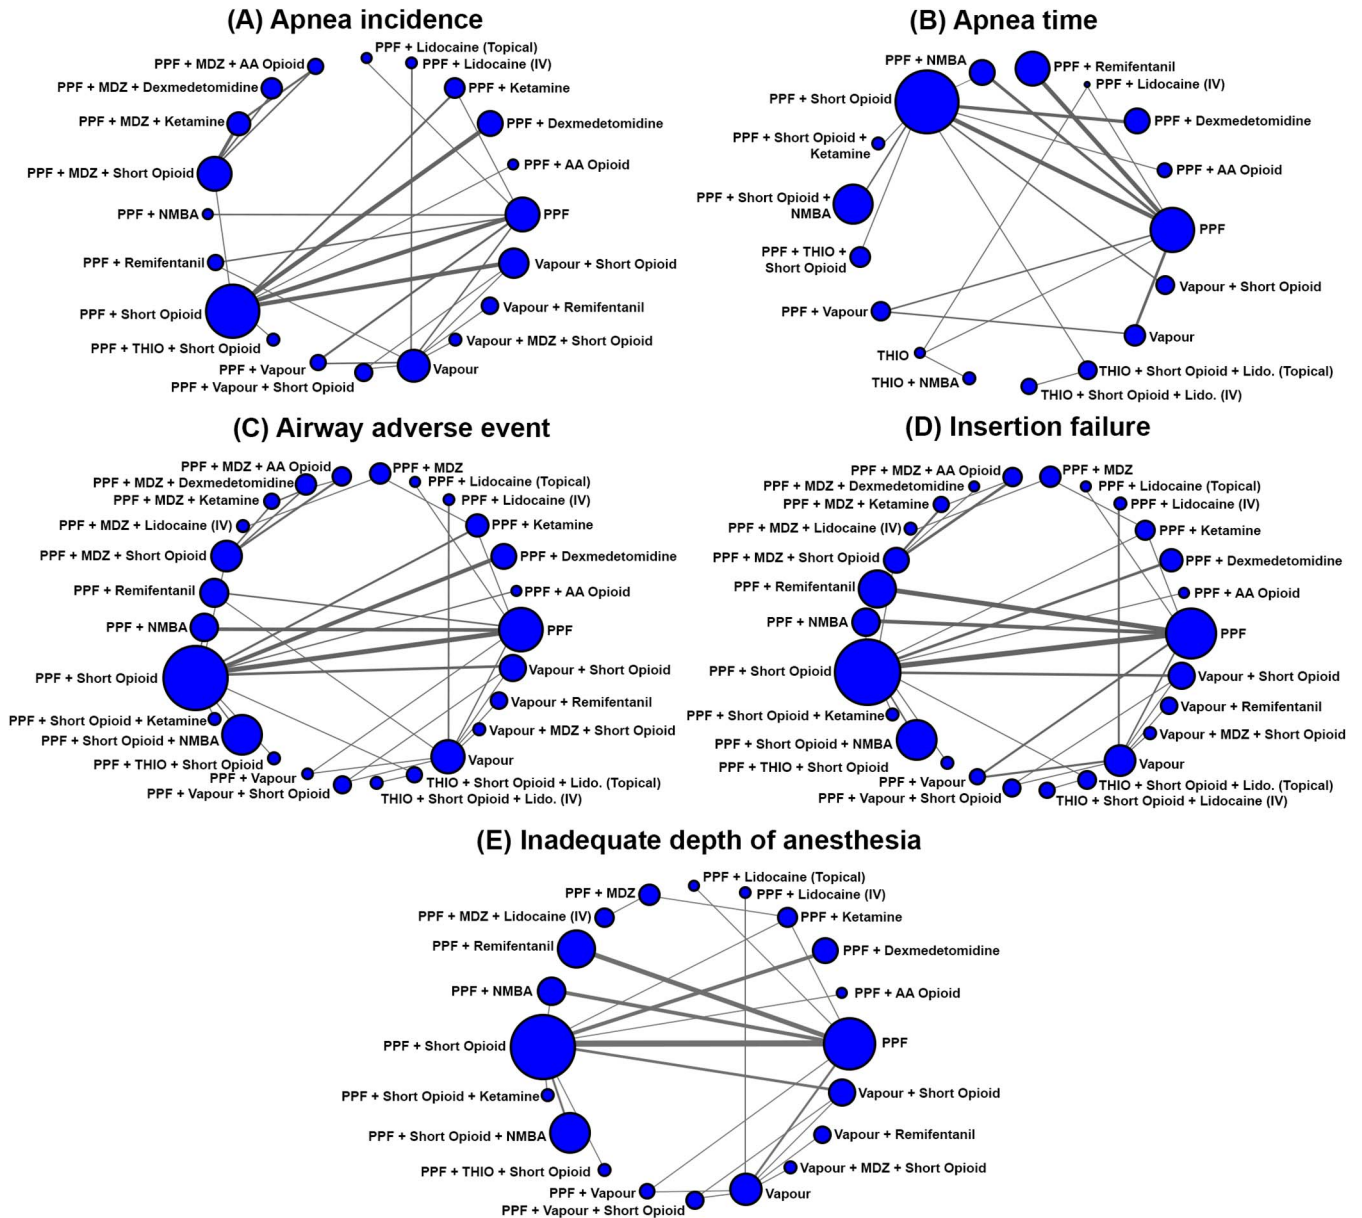 (A) Apnea incidence
PPF + Lidocaine (Topical)
PPF + MDZ + AA Opioid
PPF + Lidocaine (IV)
PPF + MDZ + Dexmedetomidine
PPF + Ketamine
PPF + MDZ + Ketamine
PPF + Dexmedetomidine
PPF + AA Opioid
PPF + MDZ + Short Opioid
PPF + NMBA
PPF
PPF + Remifentanil
Vapour + Short Opioid
PPF + Short Opioid
Vapour + Remifentanil
PPF + THIO + Short Opioid
Vapour + MDZ + Short Opioid
PPF + Vapour
Vapour
PPF + Vapour + Short Opioid
(B) Apnea time
PPF + NMBA
PPF + Remifentanil
PPF + Lidocaine (IV)
PPF + Short Opioid
PPF + Dexmedetomidine
PPF + Short Opioid +
Ketamine
PPF + AA Opioid
PPF + Short Opioid +
NMBA
PPF
PPF + THIO +
Short Opioid
Vapour + Short Opioid
PPF + Vapour
Vapour
THIO
THIO + NMBA
THIO + Short Opioid + Lido. (Topical)
THIO + Short Opioid + Lido. (IV)
(C) Airway adverse event
PPF + MDZ + AA Opioid
PPF + MDZ
PPF + MDZ + Dexmedetomidine
PPF + Lidocaine (Topical)
PPF + MDZ + Ketamine
PPF + Lidocaine (IV)
PPF + MDZ + Lidocaine (IV)
PPF + Ketamine
PPF + MDZ + Short Opioid
PPF + Dexmedetomidine
PPF + Remifentanil
PPF + AA Opioid
PPF + NMBA
PPF
PPF + Short Opioid
Vapour + Short Opioid
Vapour + Remifentanil
PPF + Short Opioid + Ketamine
Vapour + MDZ + Short Opioid
PPF + Short Opioid + NMBA
PPF + THIO + Short Opioid
Vapour
PPF + Vapour
THIO + Short Opioid + Lido. (Topical)
PPF + Vapour + Short Opioid
THIO + Short Opioid + Lido. (IV)
(D) Insertion failure
PPF + MDZ + AA Opioid
PPF + MDZ
PPF + MDZ + Dexmedetomidine
PPF + Lidocaine (Topical)
PPF + MDZ + Ketamine
PPF + Lidocaine (IV)
PPF + MDZ + Lidocaine (IV)
PPF + Ketamine
PPF + MDZ + Short Opioid
PPF + Dexmedetomidine
PPF + Remifentanil
PPF + AA Opioid
PPF + NMBA
PPF
PPF + Short Opioid
Vapour + Short Opioid
Vapour + Remifentanil
PPF + Short Opioid + Ketamine
Vapour + MDZ + Short Opioid
PPF + Short Opioid + NMBA
PPF + THIO + Short Opioid
Vapour
PPF + Vapour
THIO + Short Opioid + Lido. (Topical)
PPF + Vapour + Short Opioid
THIO + Short Opioid + Lidocaine (IV)
(E) Inadequate depth of anesthesia
PPF + Lidocaine (Topical)
PPF + MDZ
PPF + Lidocaine (IV)
PPF + MDZ + Lidocaine (IV)
PPF + Ketamine
PPF + Remifentanil
PPF + Dexmedetomidine
PPF + NMBA
PPF + AA Opioid
PPF + Short Opioid
PPF
PPF + Short Opioid + Ketamine
Vapour + Short Opioid
PPF + Short Opioid + NMBA
Vapour + Remifentanil
PPF + THIO + Short Opioid
Vapour + MDZ + Short Opioid
PPF + Vapour
Vapour
PPF + Vapour + Short Opioid